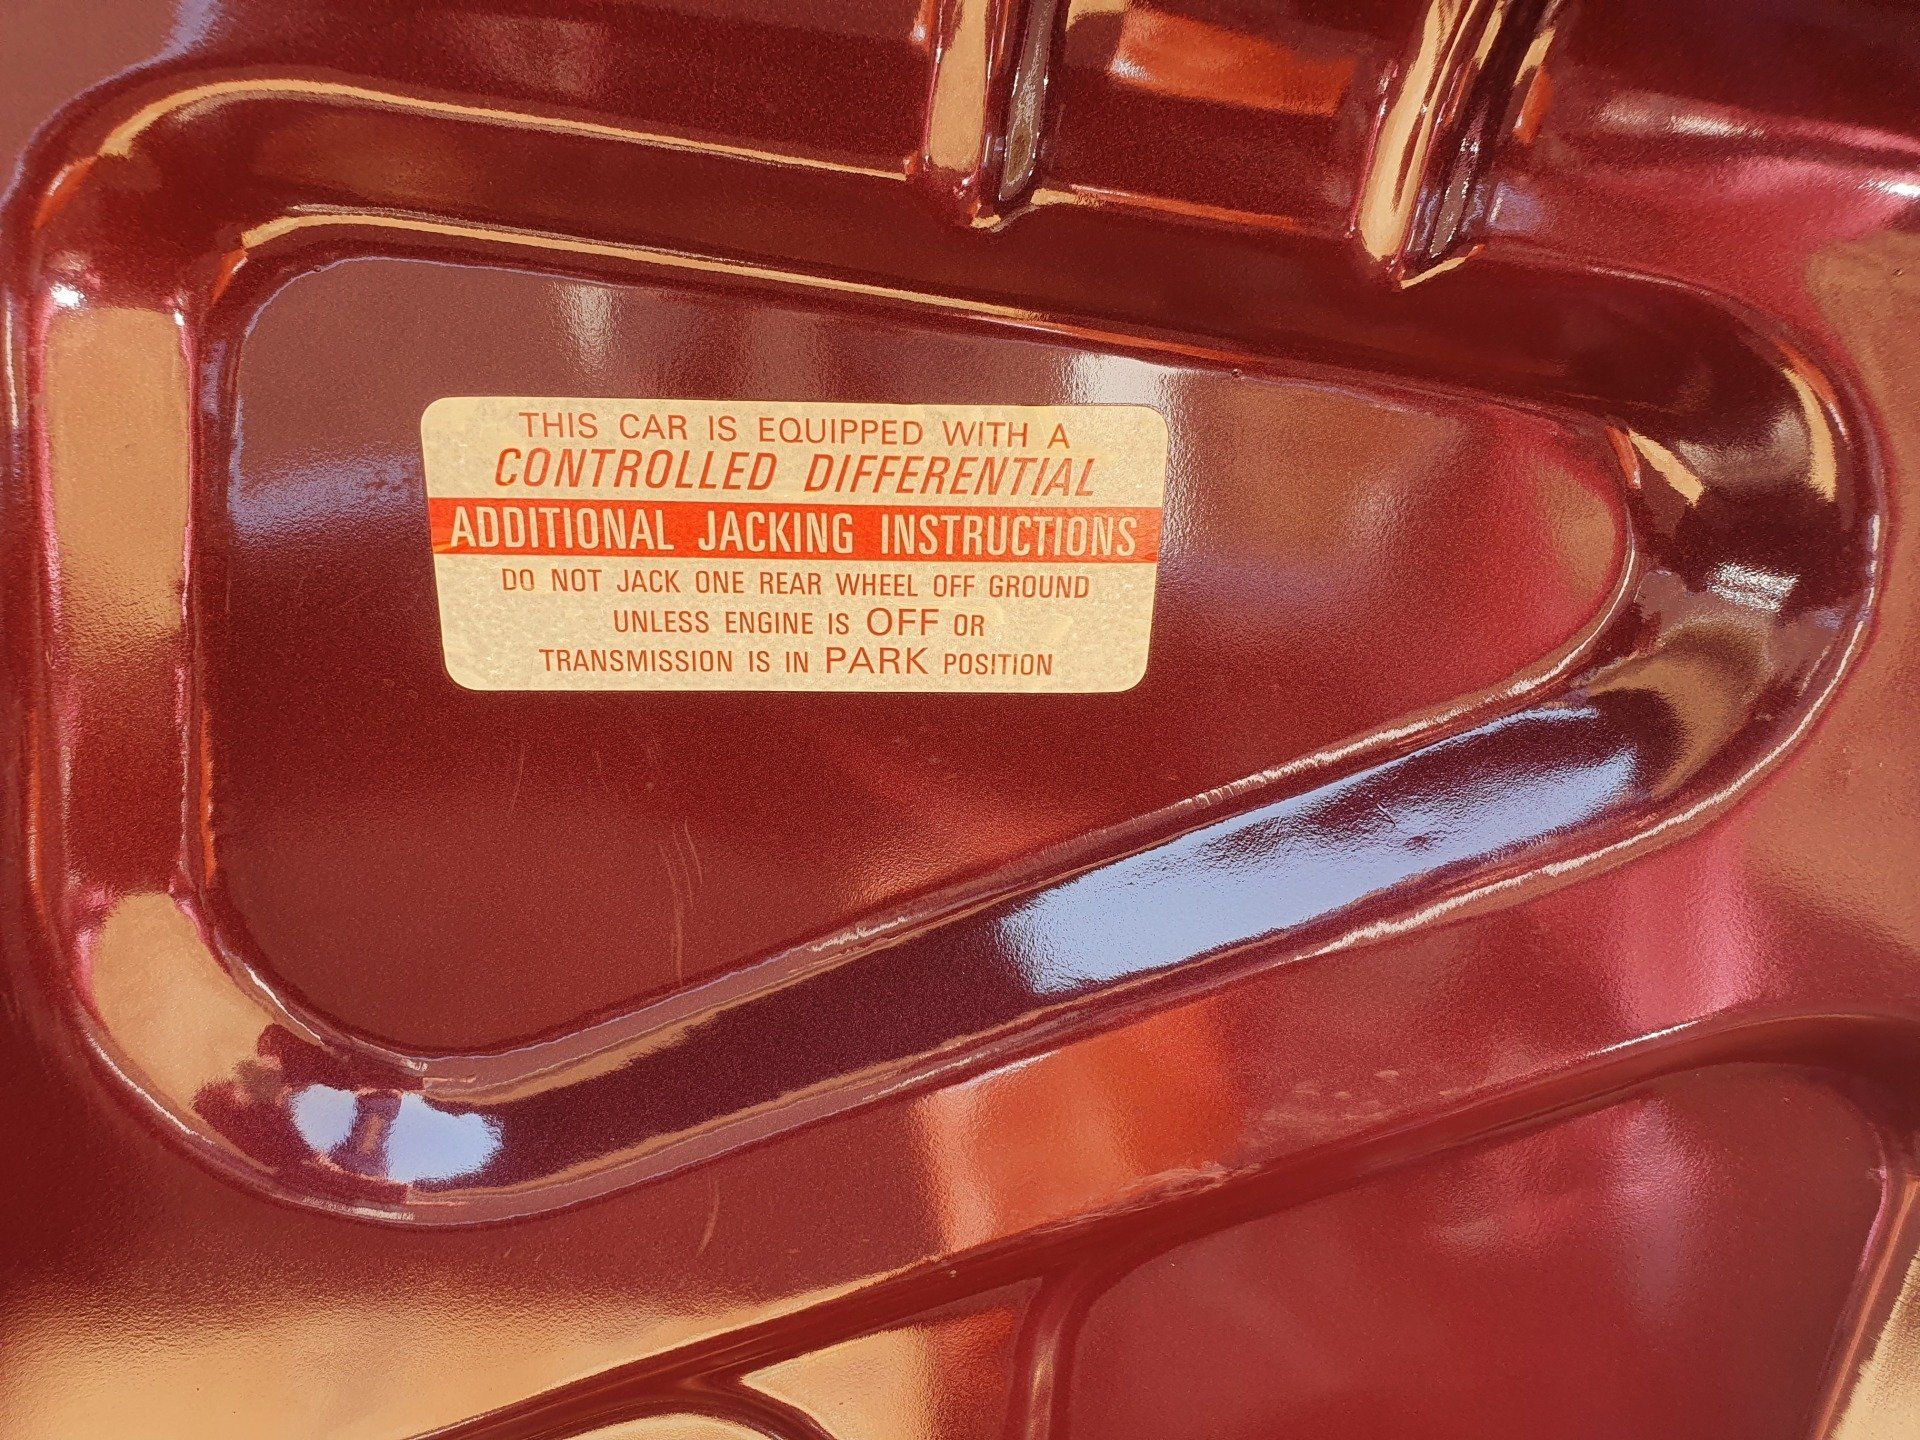 THIS CAR IS EQUIPPED WITH A
CONTROLLED DIFFERENTIAL
ADDITIONAL JACKING INSTRUCTIONS
DO NOT JACK ONE REAR WHEEL OFF GROUND
UNLESS ENGINE IS OFF OR
TRANSMISSION IS IN PARK POSITION